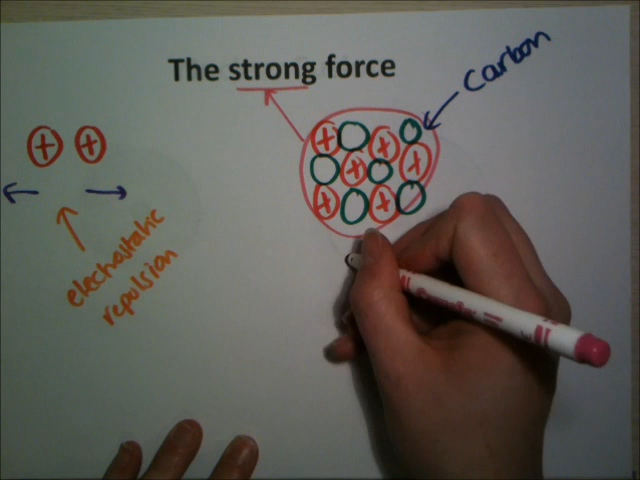 The strong force
Carbon
+ +
+ +
+ +
+ +
electrostatic
repulsion